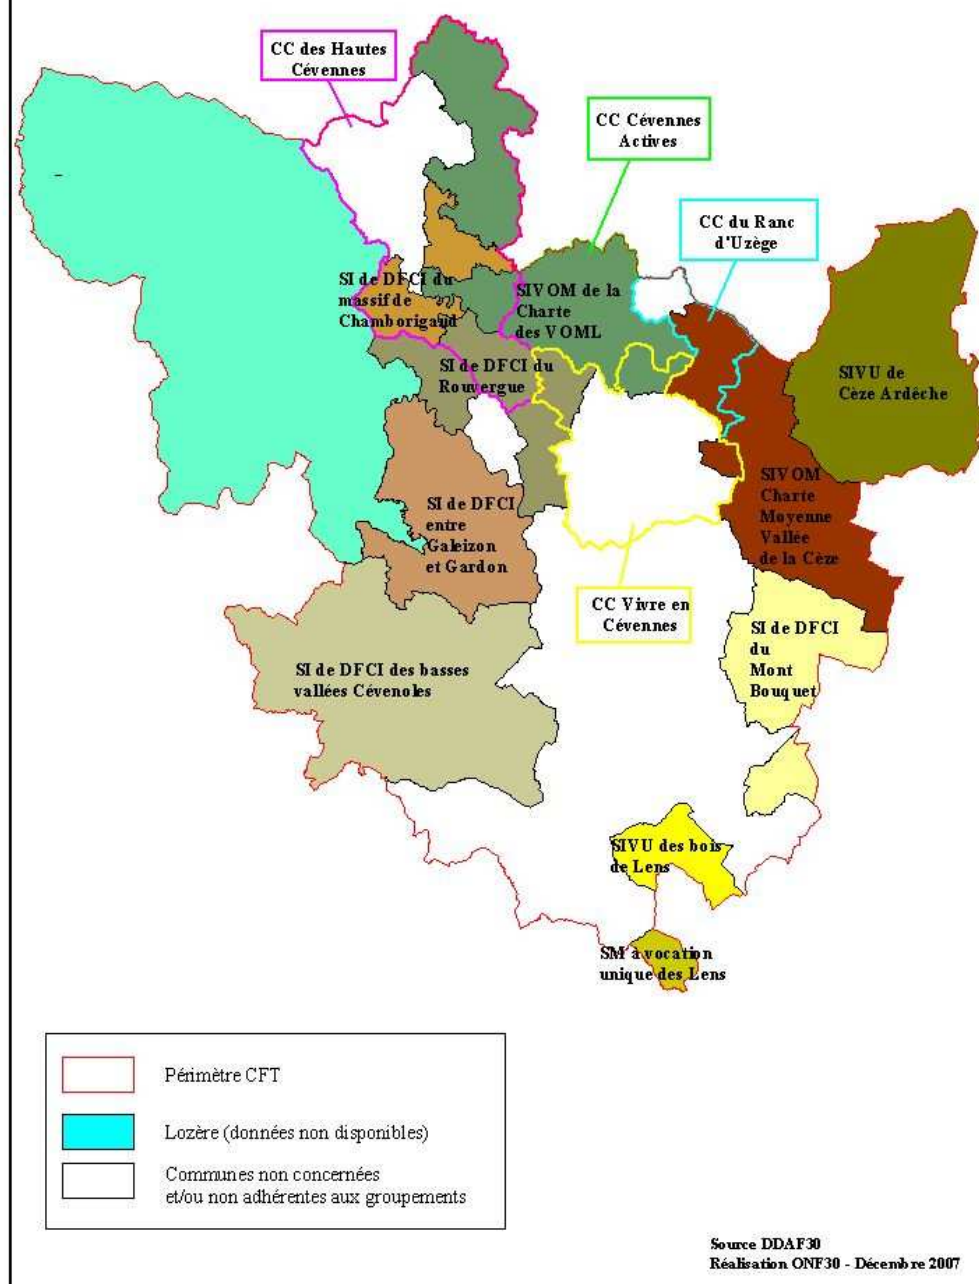 CC des Hautes
Cévennes
CC Cévennes
Actives
CC du Ranc
d'Uzège
SI de DFCI du
massif de
Chamborigaud
SIVOM de la
Charte
des VOML
SI de DFCI du
Rouvergue
SIVU de
Cèze Ardêche
SI de DFCI
entre
Galeizon
et Gardon
SIVOM
Charte
Moyenne
Vallée
de la Cèze
CC Vivre en
Cévennes
SI de DFCI
du
Mont
Bouquet
SI de DFCI des basses
vallées Cévenoles
SIVU des bois
de Lens
SM à vocation
unique des Lens
Périmètre CFT
Lozère (données non disponibles)
Communes non concernées
et/ou non adhérentes aux groupements
Source DDAF30
Réalisation ONF30 - Décembre 2007